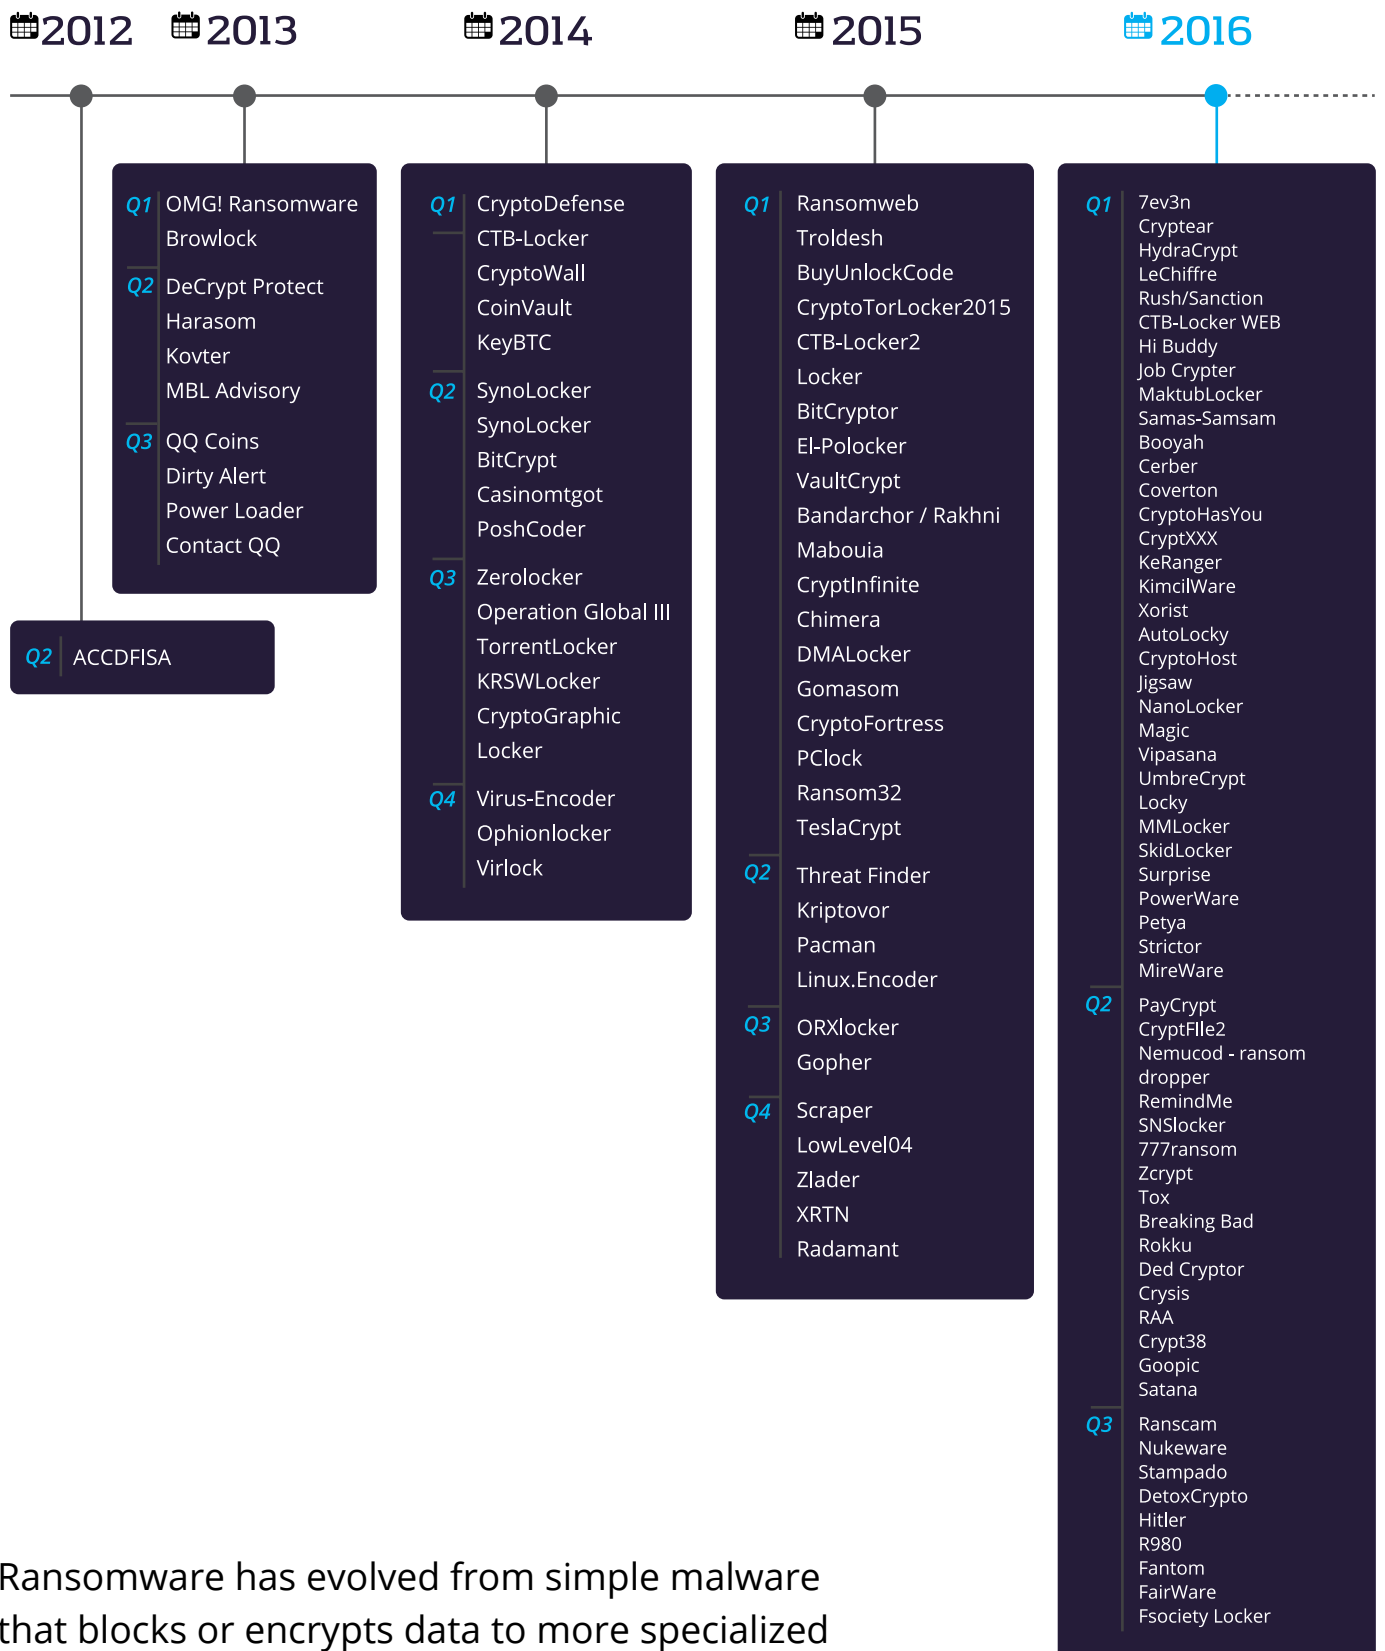 2012
2013
2014
2015
2016
Q2 ACCDFISA
Q1 OMG! Ransomware
Browlock
Q2 DeCrypt Protect
Harasom
Kovter
MBL Advisory
Q3 QQ Coins
Dirty Alert
Power Loader
Contact QQ
Q1 CryptoDefense
CTB-Locker
CryptoWall
CoinVault
KeyBTC
Q2 SynoLocker
SynoLocker
BitCrypt
Casinomtgot
PoshCoder
Q3 Zerolocker
Operation Global III
TorrentLocker
KRSWLocker
CryptoGraphic
Locker
Q4 Virus-Encoder
Ophionlocker
Virlock
Q1 Ransomweb
Troldesh
BuyUnlockCode
CryptoTorLocker2015
CTB-Locker2
Locker
BitCryptor
El-Polocker
VaultCrypt
Bandarchor / Rakhni
Mabouia
CryptInfinite
Chimera
DMALocker
Gomasom
CryptoFortress
PClock
Ransom32
TeslaCrypt
Q2 Threat Finder
Kriptovor
Pacman
Linux.Encoder
Q3 ORXlocker
Gopher
Q4 Scraper
LowLevel04
Zlader
XRTN
Radamant
Q1 7ev3n
Cryptear
HydraCrypt
LeChiffre
Rush/Sanction
CTB-Locker WEB
Hi Buddy
Job Crypter
MaktubLocker
Samas-Samsam
Booyah
Cerber
Coverton
CryptoHasYou
CryptXXX
KeRanger
KimcilWare
Xorist
AutoLocky
CryptoHost
Jigsaw
NanoLocker
Magic
Vipasana
UmbreCrypt
Locky
MMLocker
SkidLocker
Surprise
PowerWare
Petya
Strictor
MireWare
Q2 PayCrypt
CryptFIle2
Nemucod - ransom
dropper
RemindMe
SNSlocker
777ransom
Zcrypt
Tox
Breaking Bad
Rokku
Ded Cryptor
Crysis
RAA
Crypt38
Goopic
Satana
Q3 Ranscam
Nukeware
Stampado
DetoxCrypto
Hitler
R980
Fantom
FairWare
Fsociety Locker
Ransomware has evolved from simple malware
that blocks or encrypts data to more specialized